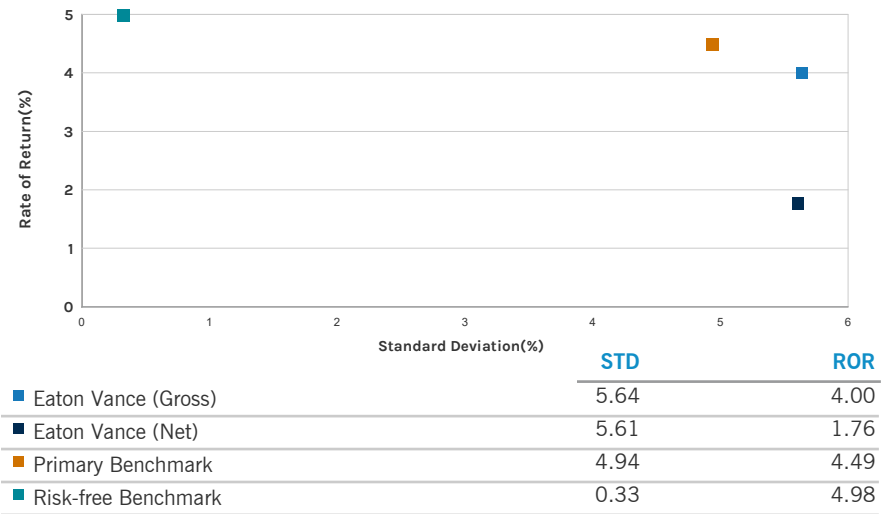 5
4
3
2
1
0
Rate of Return(%)
0 1 2 3 4 5 6
Standard Deviation(%)
STD ROR
Eaton Vance (Gross) 5.64 4.00
Eaton Vance (Net) 5.61 1.76
Primary Benchmark 4.94 4.49
Risk-free Benchmark 0.33 4.98